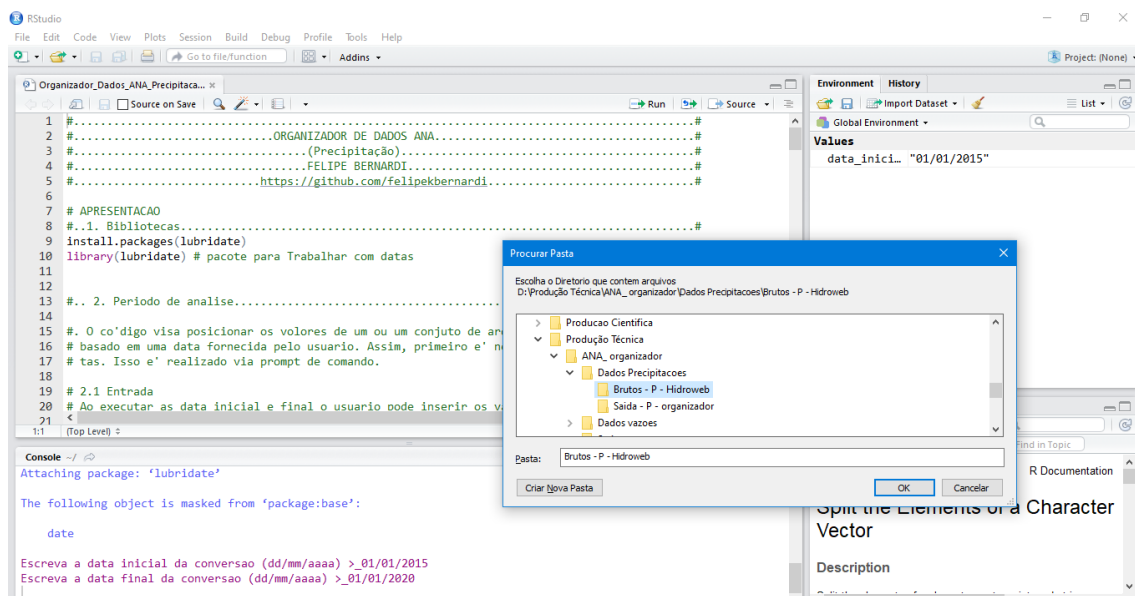 RStudio
File Edit Code View Plots Session Build Debug Profile Tools Help
Go to file/function Addins Project: (None)
Organizador_Dados_ANA_Precipitaca... ×
Source on Save Run Source
1 #.............................................................................................#
2 #...............................ORGANIZADOR DE DADOS ANA.......................................#
3 #....................................(Precipitação)............................................#
4 #....................................FELIPE BERNARDI...........................................#
5 #............................https://github.com/felipekbernardi...............................#
6
7 # APRESENTACAO
8 #..1. Bibliotecas.............................................................................#
9 install.packages(lubridate)
10 library(lubridate) # pacote para Trabalhar com datas
11
12
13 #.. 2. Periodo de analise........................................
14
15 #. O co'digo visa posicionar os volores de um ou um conjuto de ar
16 # basado em uma data fornecida pelo usuario. Assim, primeiro e' n
17 # tas. Isso e' realizado via prompt de comando.
18
19 # 2.1 Entrada
20 # Ao executar as data inicial e final o usuario pode inserir os v
21
1:1 (Top Level)
Console ~/
Attaching package: ‘lubridate’
The following object is masked from ‘package:base’:
date
Escreva a data inicial da conversao (dd/mm/aaaa) >_01/01/2015
Escreva a data final da conversao (dd/mm/aaaa) >_01/01/2020
Environment History
Import Dataset List
Global Environment
Values
data_inici… "01/01/2015"
Procurar Pasta
Escolha o Diretorio que contem arquivos
D:\Produção Técnica\ANA_ organizador\Dados Precipitacoes\Brutos - P - Hidroweb
Producao Cientifica
Produção Técnica
ANA_ organizador
Dados Precipitacoes
Brutos - P - Hidroweb
Saida - P - organizador
Dados vazoes
Pasta: Brutos - P - Hidroweb
Criar Nova Pasta OK Cancelar
Find in Topic
R Documentation
Split the Elements of a Character
Vector
Description